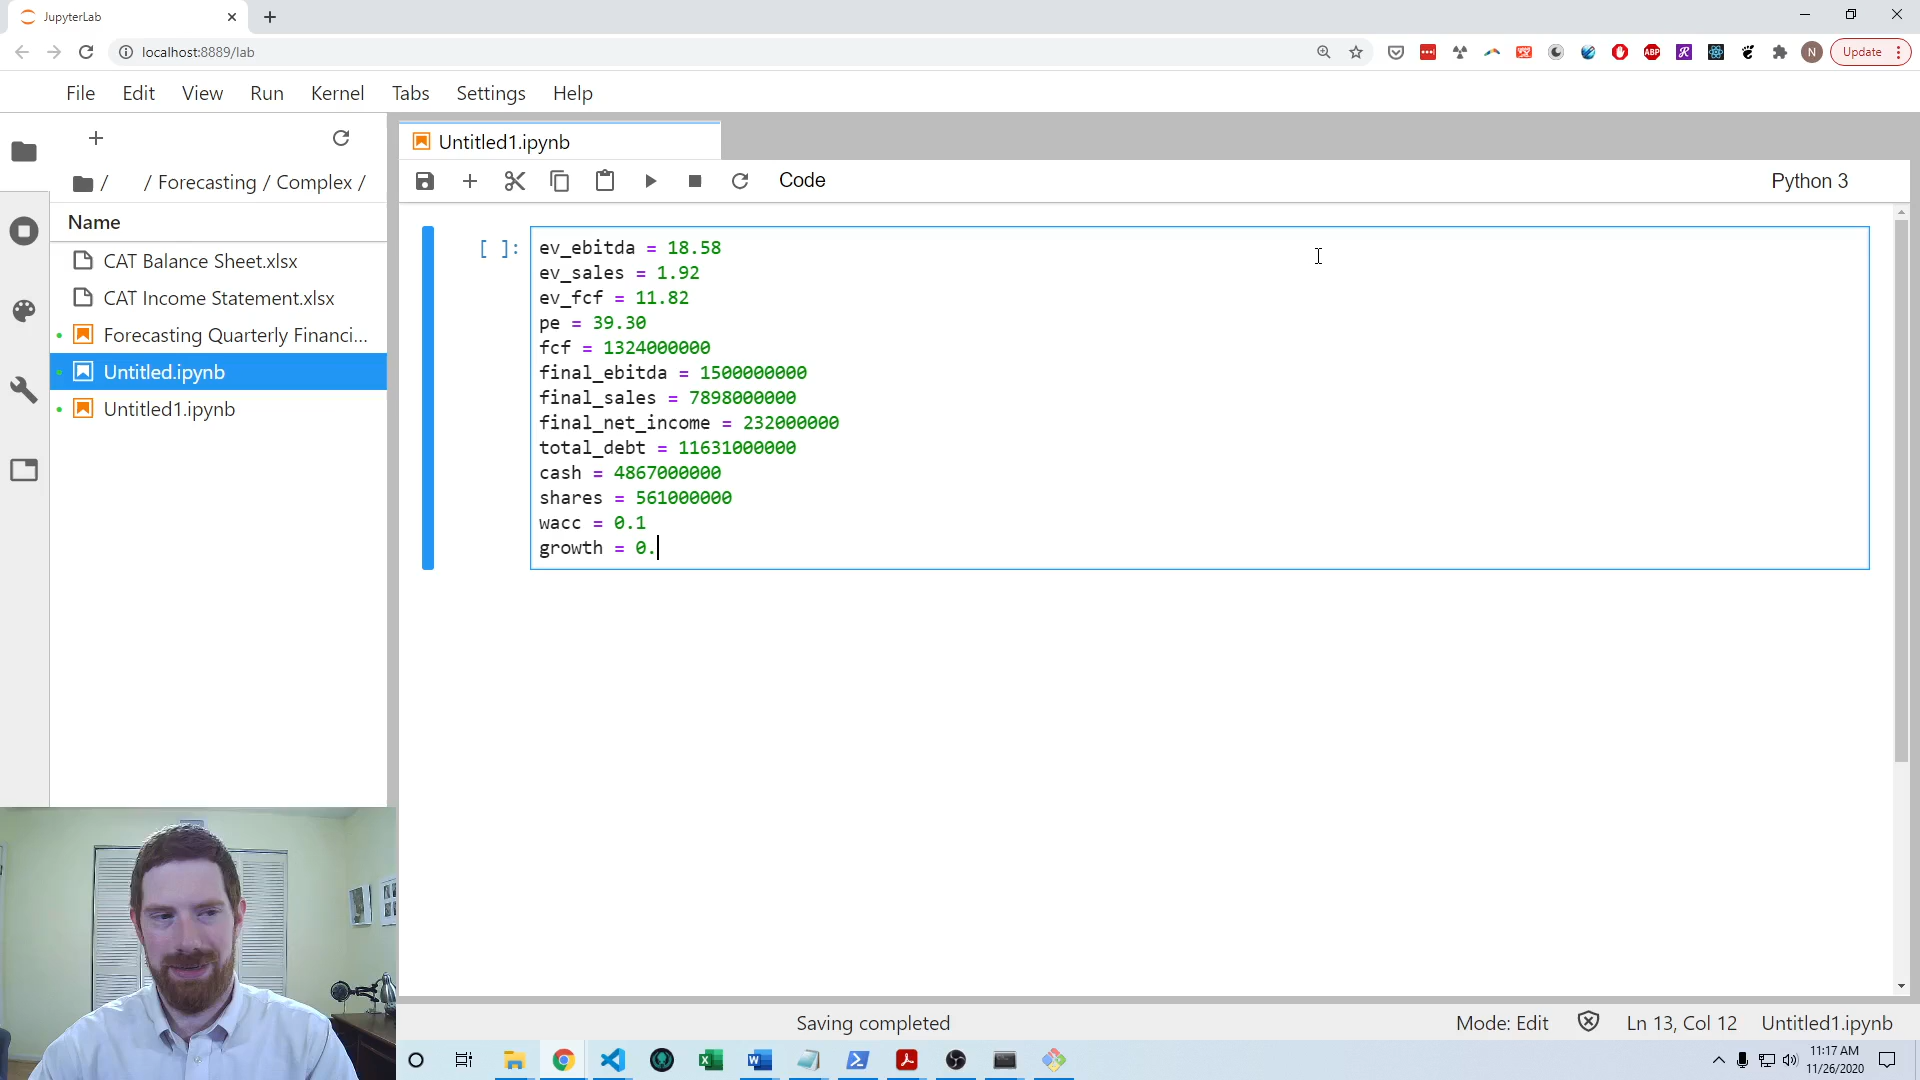 JupyterLab
localhost:8889/lab
Update
N
ABP
File Edit View Run Kernel Tabs Settings Help
/ / Forecasting / Complex /
Name
CAT Balance Sheet.xlsx
CAT Income Statement.xlsx
Forecasting Quarterly Financi...
Untitled.ipynb
Untitled1.ipynb
Untitled1.ipynb
Code
Python 3
[ ]:
ev_ebitda = 18.58
ev_sales = 1.92
ev_fcf = 11.82
pe = 39.30
fcf = 1324000000
final_ebitda = 1500000000
final_sales = 7898000000
final_net_income = 232000000
total_debt = 11631000000
cash = 4867000000
shares = 561000000
wacc = 0.1
growth = 0.
Saving completed
Mode: Edit
Ln 13, Col 12
Untitled1.ipynb
11:17 AM
11/26/2020